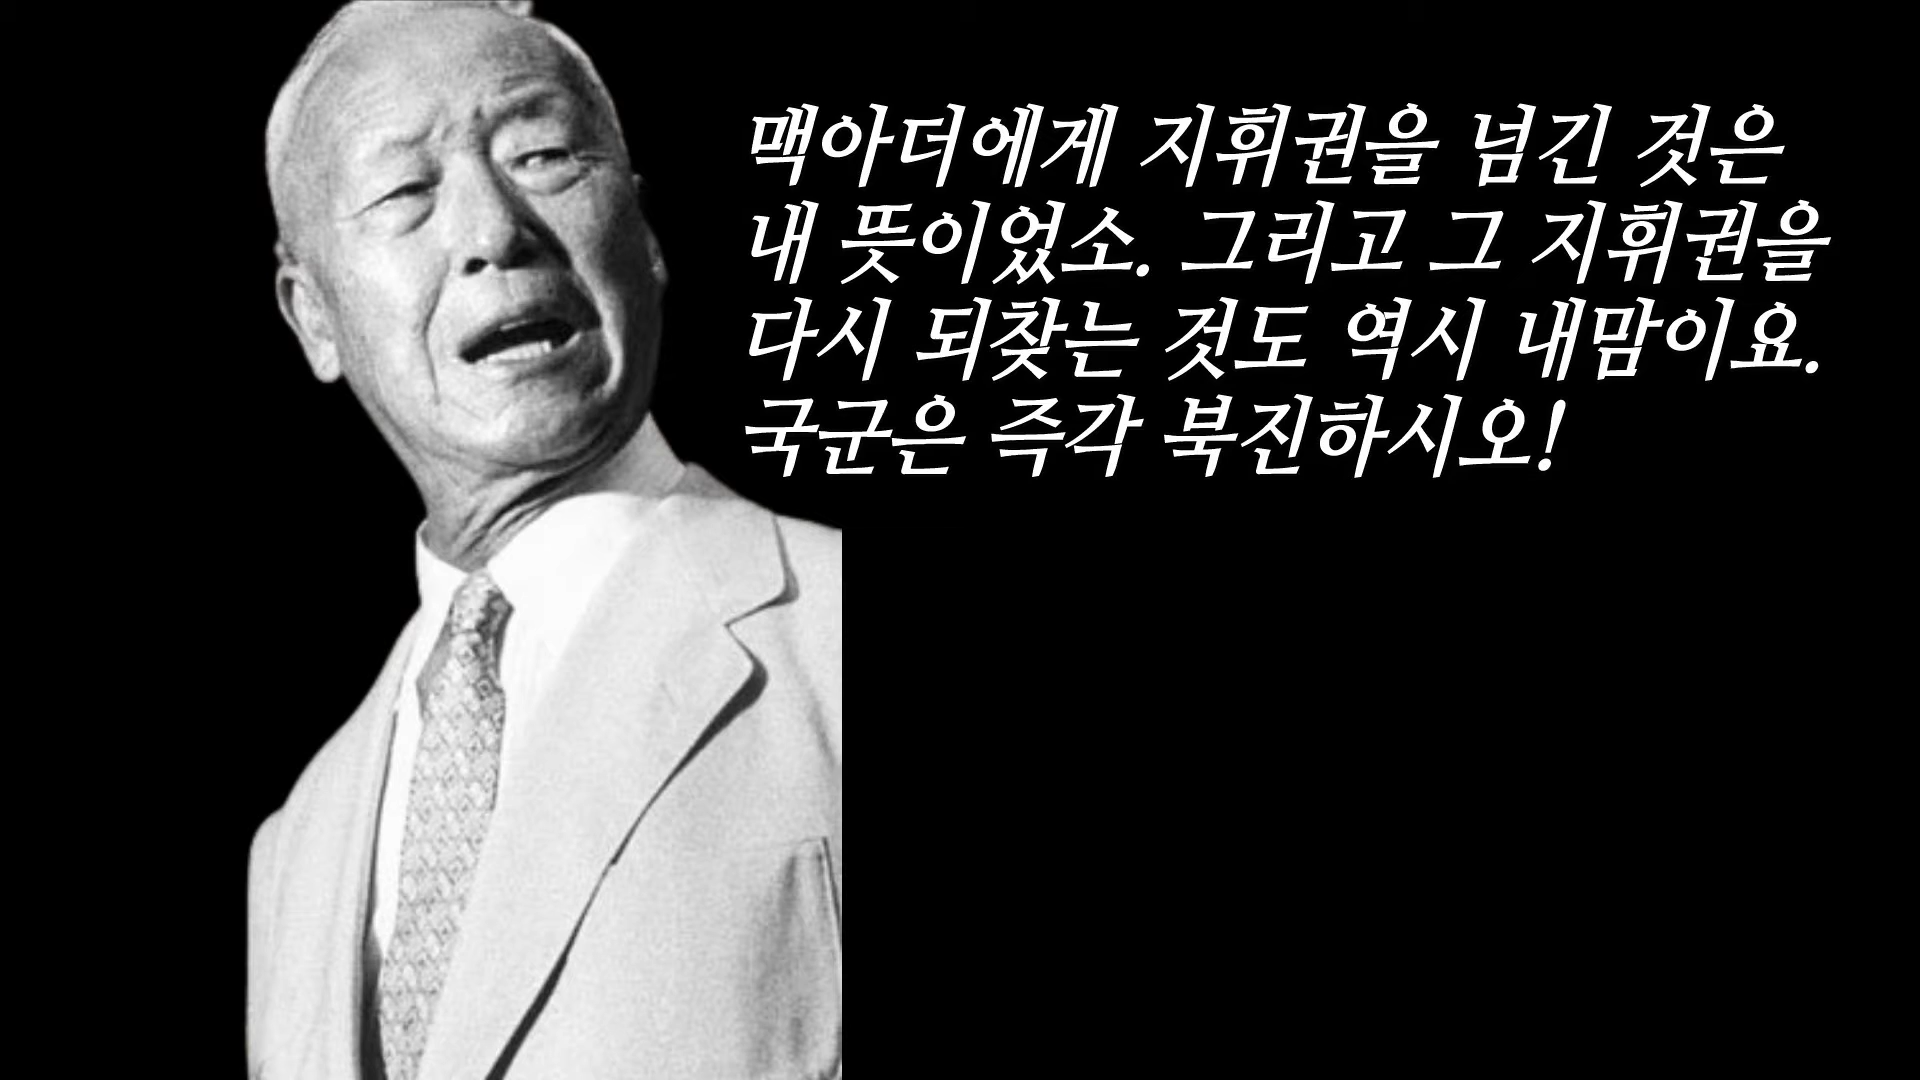 맥아더에게 지휘권을 넘긴 것은
내 뜻이었소. 그리고 그 지휘권을
다시 되찾는 것도 역시 내맘이요.
국군은 즉각 북진하시오!